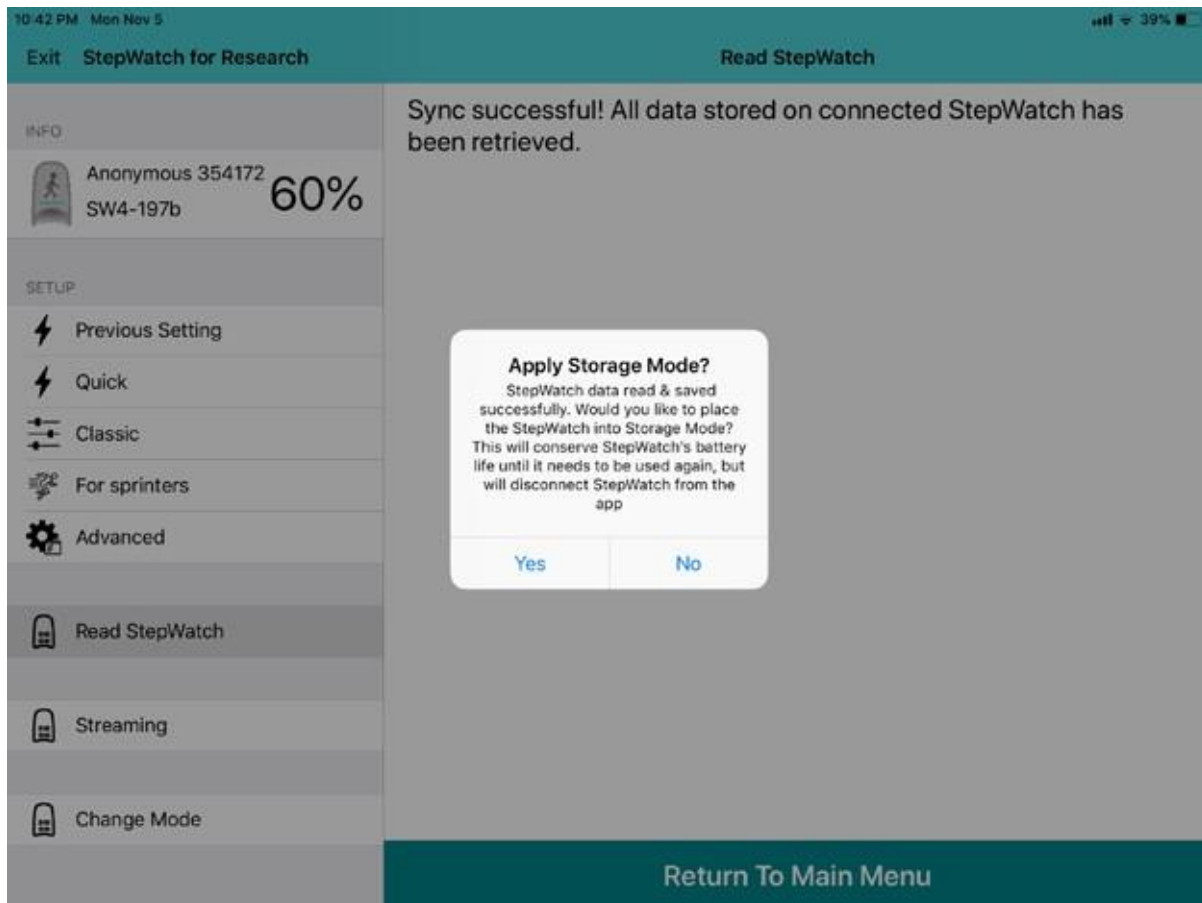 10:42 PM Mon Nov 5
39%
Exit StepWatch for Research
Read StepWatch
INFO
Anonymous 354172
SW4-197b
60%
SETUP
Previous Setting
Quick
Classic
For sprinters
Advanced
Read StepWatch
Streaming
Change Mode
Sync successful! All data stored on connected StepWatch has
been retrieved.
Apply Storage Mode?
StepWatch data read & saved
successfully. Would you like to place
the StepWatch into Storage Mode?
This will conserve StepWatch's battery
life until it needs to be used again, but
will disconnect StepWatch from the
app
Yes
No
Return To Main Menu